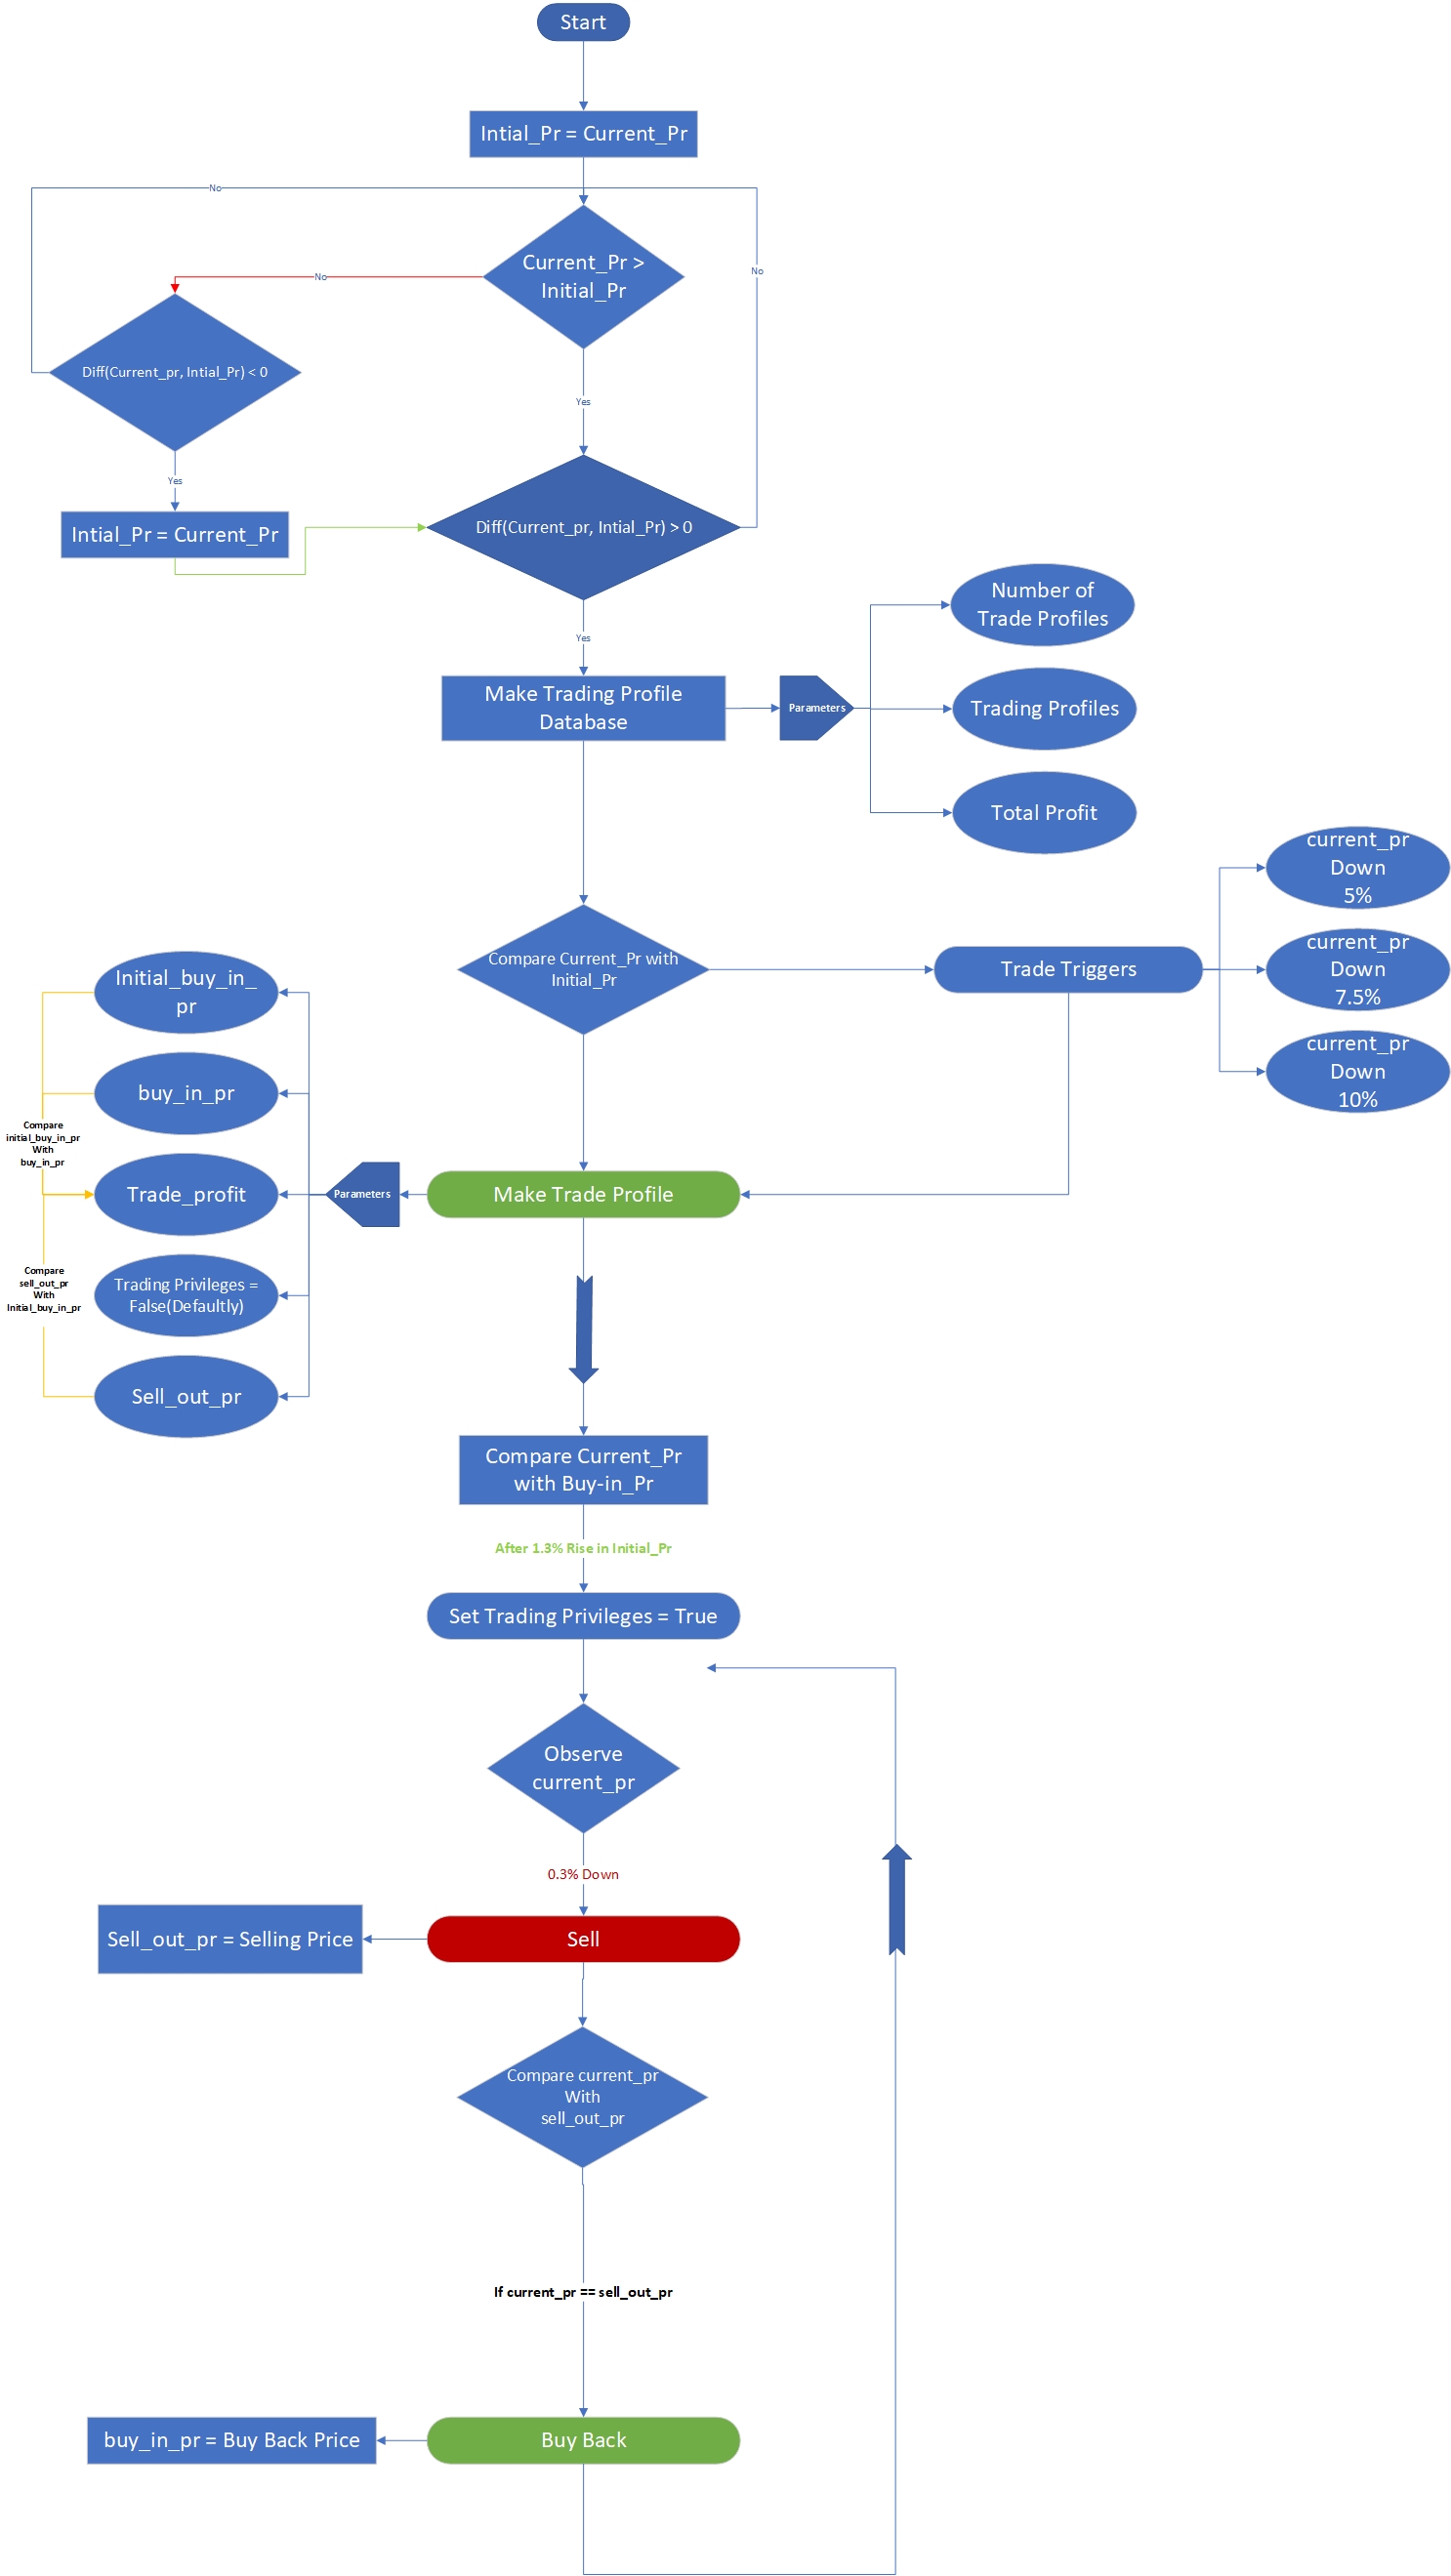 Start
Intial_Pr = Current_Pr
No
Current_Pr >
Initial_Pr
No
No
Diff(Current_pr, Intial_Pr) < 0
Yes
Yes
Intial_Pr = Current_Pr
Diff(Current_pr, Intial_Pr) > 0
Yes
Number of
Trade Profiles
Make Trading Profile
Database
Parameters
Trading Profiles
Total Profit
current_pr
Down
5%
Compare Current_Pr with
Initial_Pr
Trade Triggers
current_pr
Down
7.5%
current_pr
Down
10%
Initial_buy_in_
pr
buy_in_pr
Compare
initial_buy_in_pr
With
buy_in_pr
Trade_profit
Parameters
Make Trade Profile
Compare
sell_out_pr
With
Initial_buy_in_pr
Trading Privileges =
False(Defaultly)
Sell_out_pr
Compare Current_Pr
with Buy-in_Pr
After 1.3% Rise in Initial_Pr
Set Trading Privileges = True
Observe
current_pr
0.3% Down
Sell_out_pr = Selling Price
Sell
Compare current_pr
With
sell_out_pr
If current_pr == sell_out_pr
buy_in_pr = Buy Back Price
Buy Back